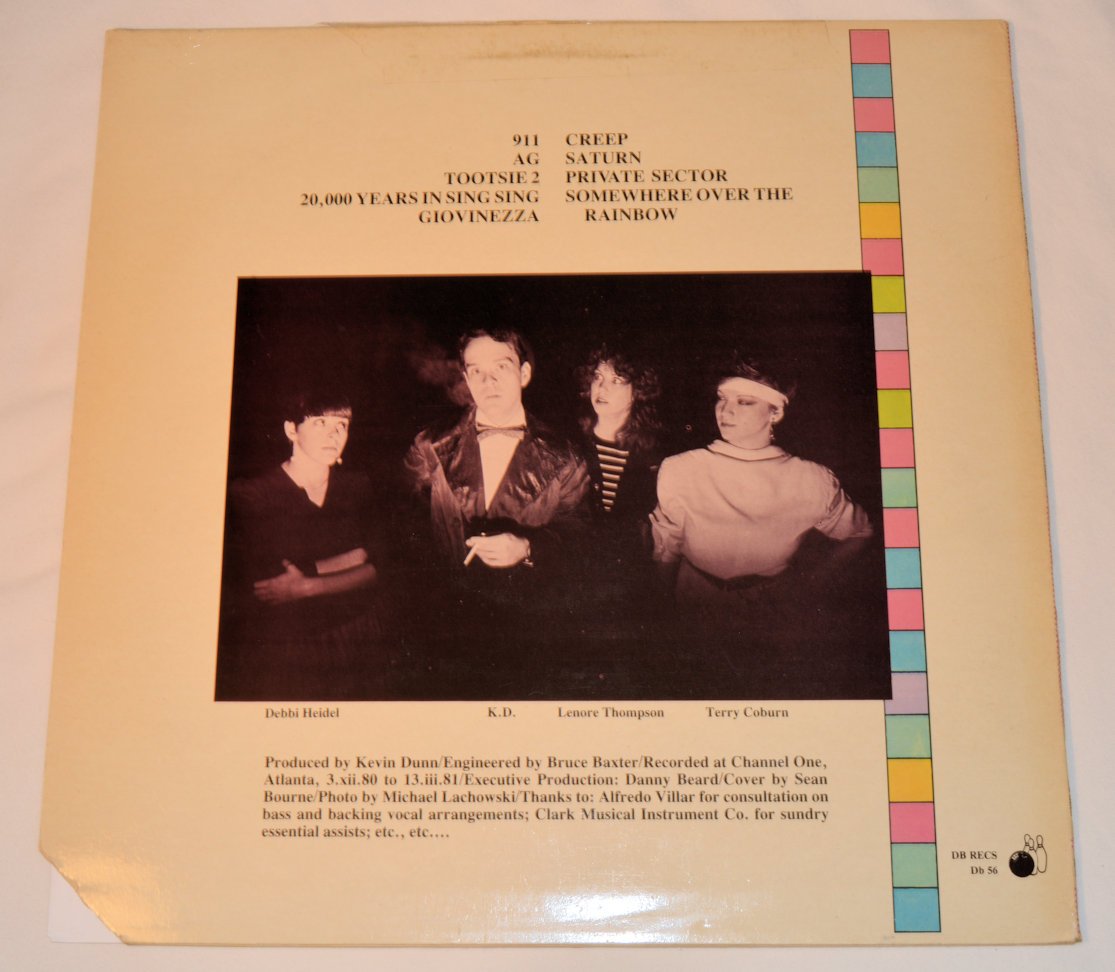 911 CREEP
AG SATURN
TOOTSIE 2 PRIVATE SECTOR
20,000 YEARS IN SING SING SOMEWHERE OVER THE
GIOVINEZZA RAINBOW
Debbi Heidel K.D. Lenore Thompson Terry Coburn
Produced by Kevin Dunn/Engineered by Bruce Baxter/Recorded at Channel One,
Atlanta, 3.xii.80 to 13.iii.81/Executive Production: Danny Beard/Cover by Sean
Bourne/Photo by Michael Lachowski/Thanks to: Alfredo Villar for consultation on
bass and backing vocal arrangements; Clark Musical Instrument Co. for sundry
essential assists; etc., etc....
DB RECS
Db 56